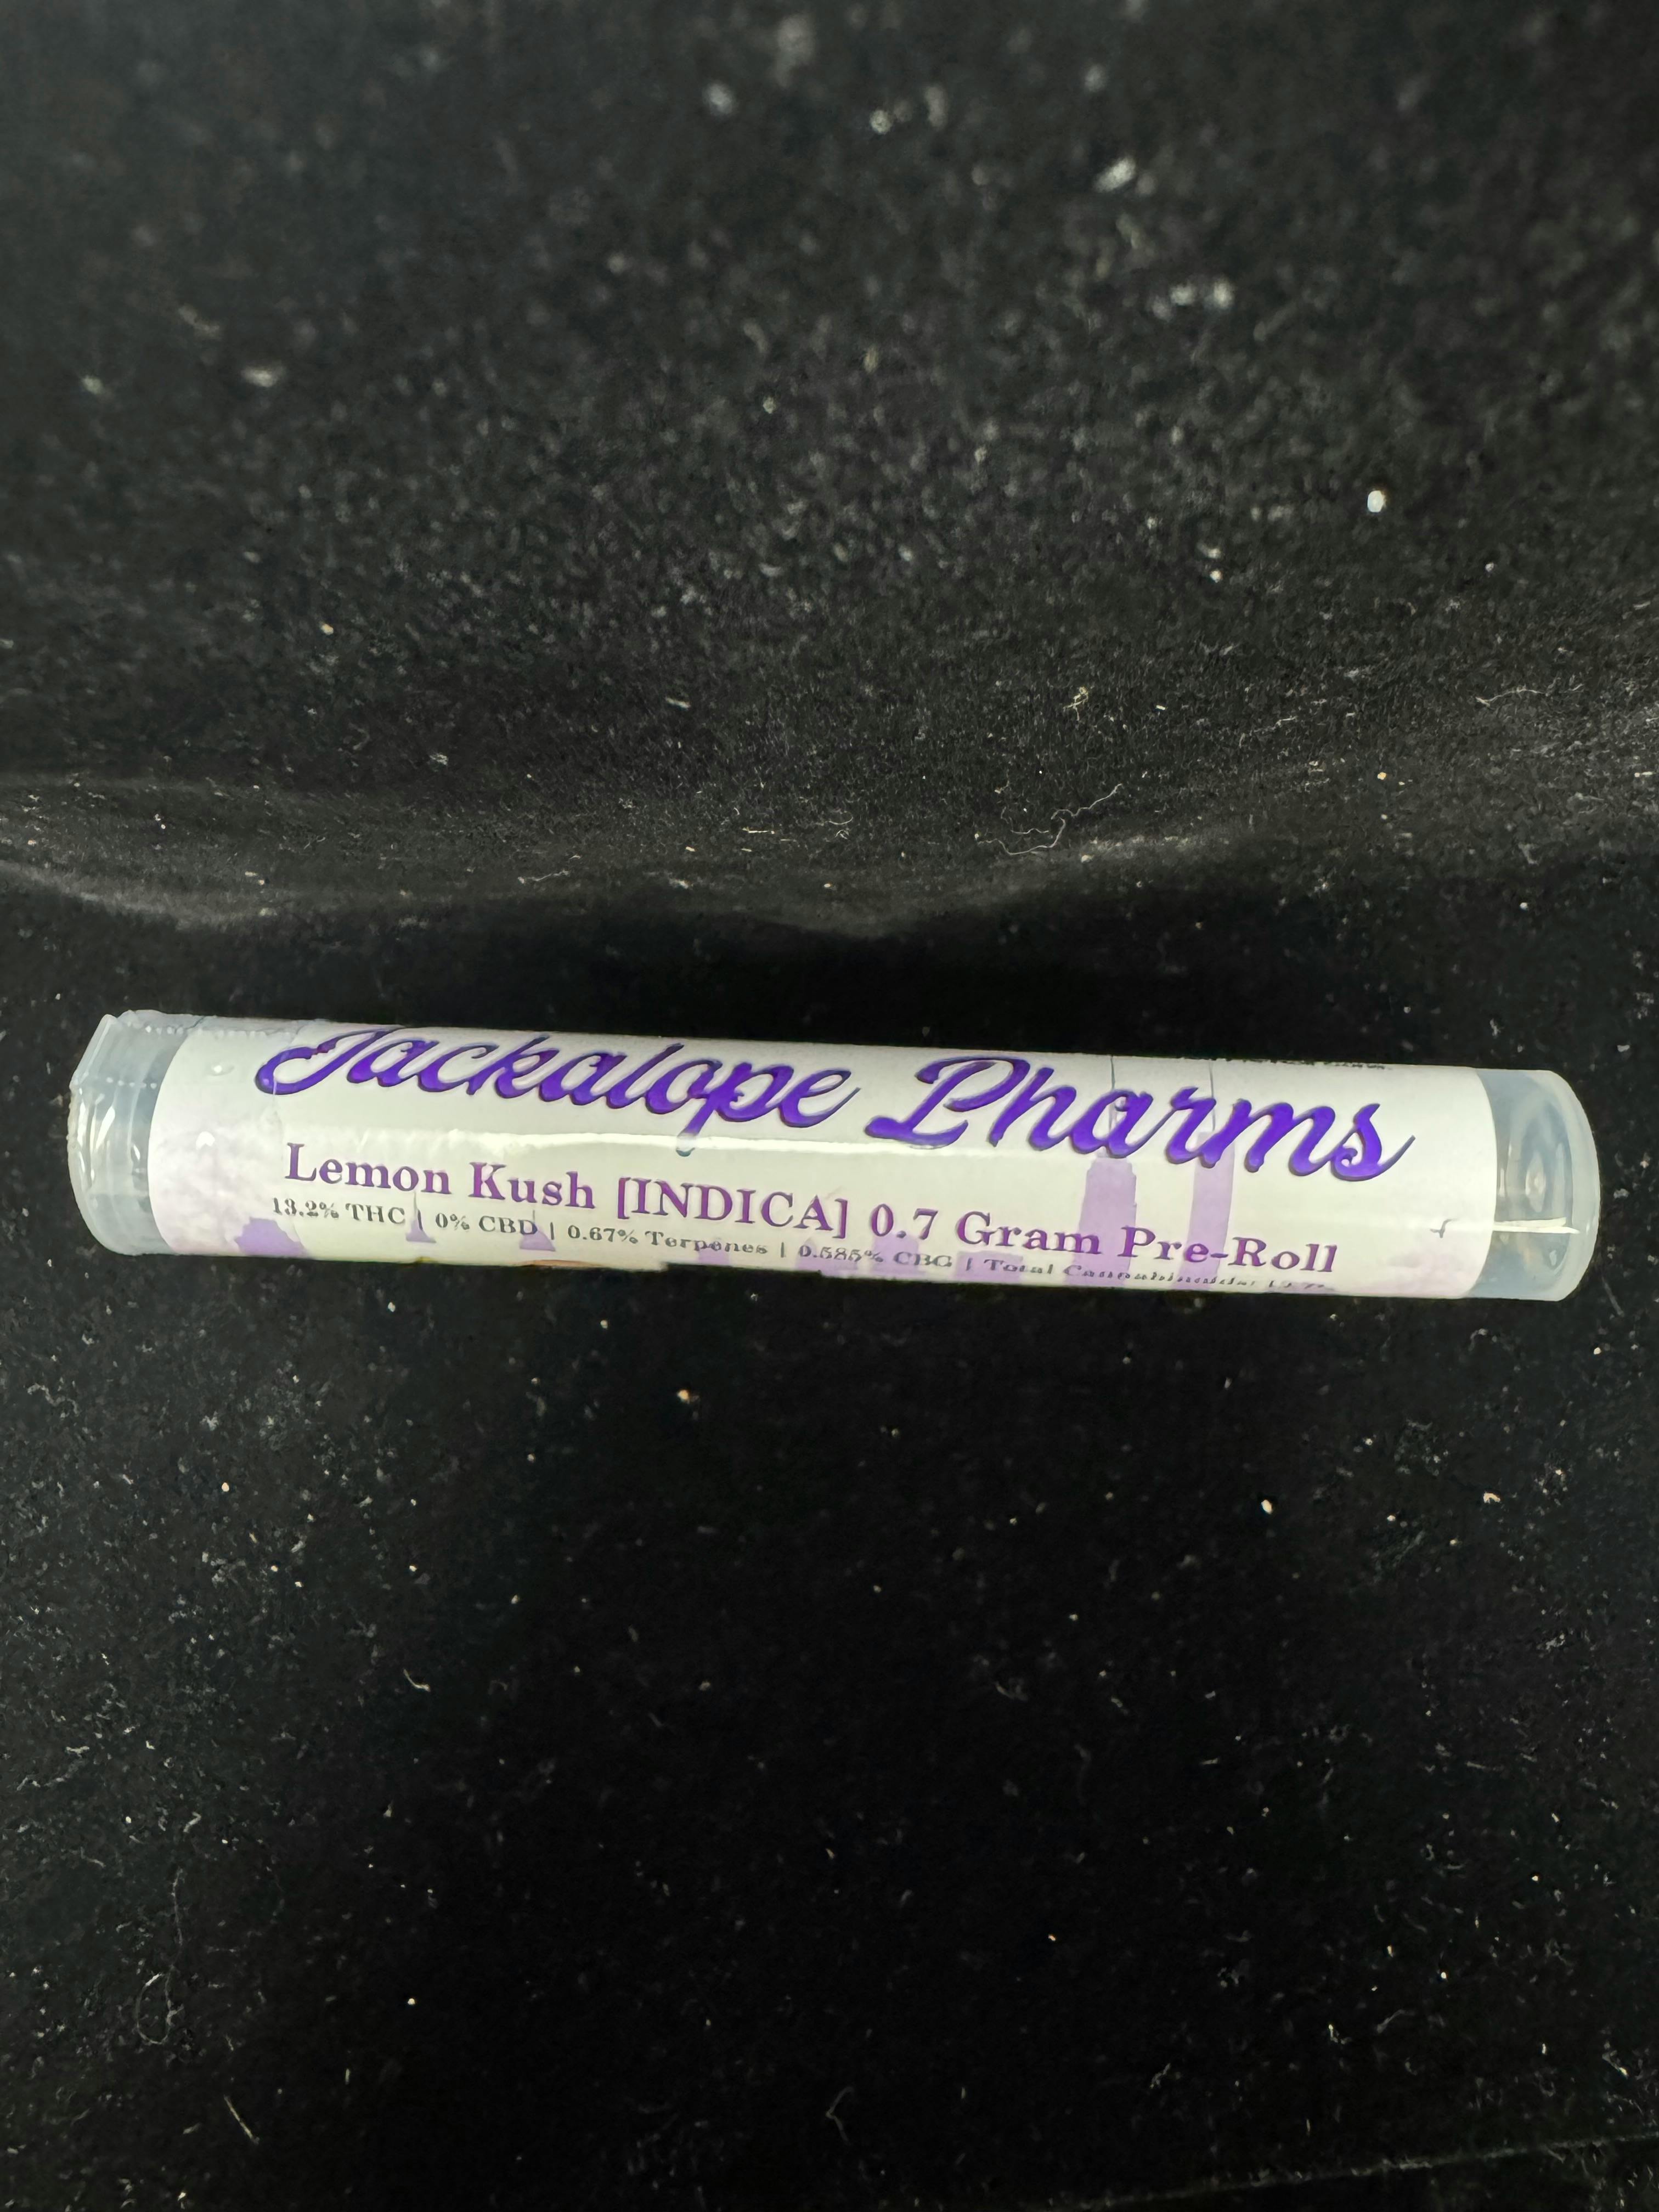 Jackalope Pharms
Lemon Kush [INDICA] 0.7 Gram Pre-Roll
13.2% THC | 0% CBD | 0.67% Terpenes | 0.585% CBG | Total Cannabinoids: